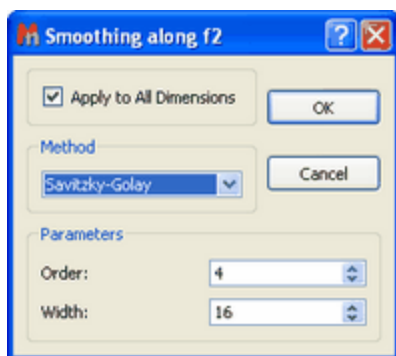 Smoothing along f2
Apply to All Dimensions
OK
Method
Savitzky-Golay
Cancel
Parameters
Order: 4
Width: 16